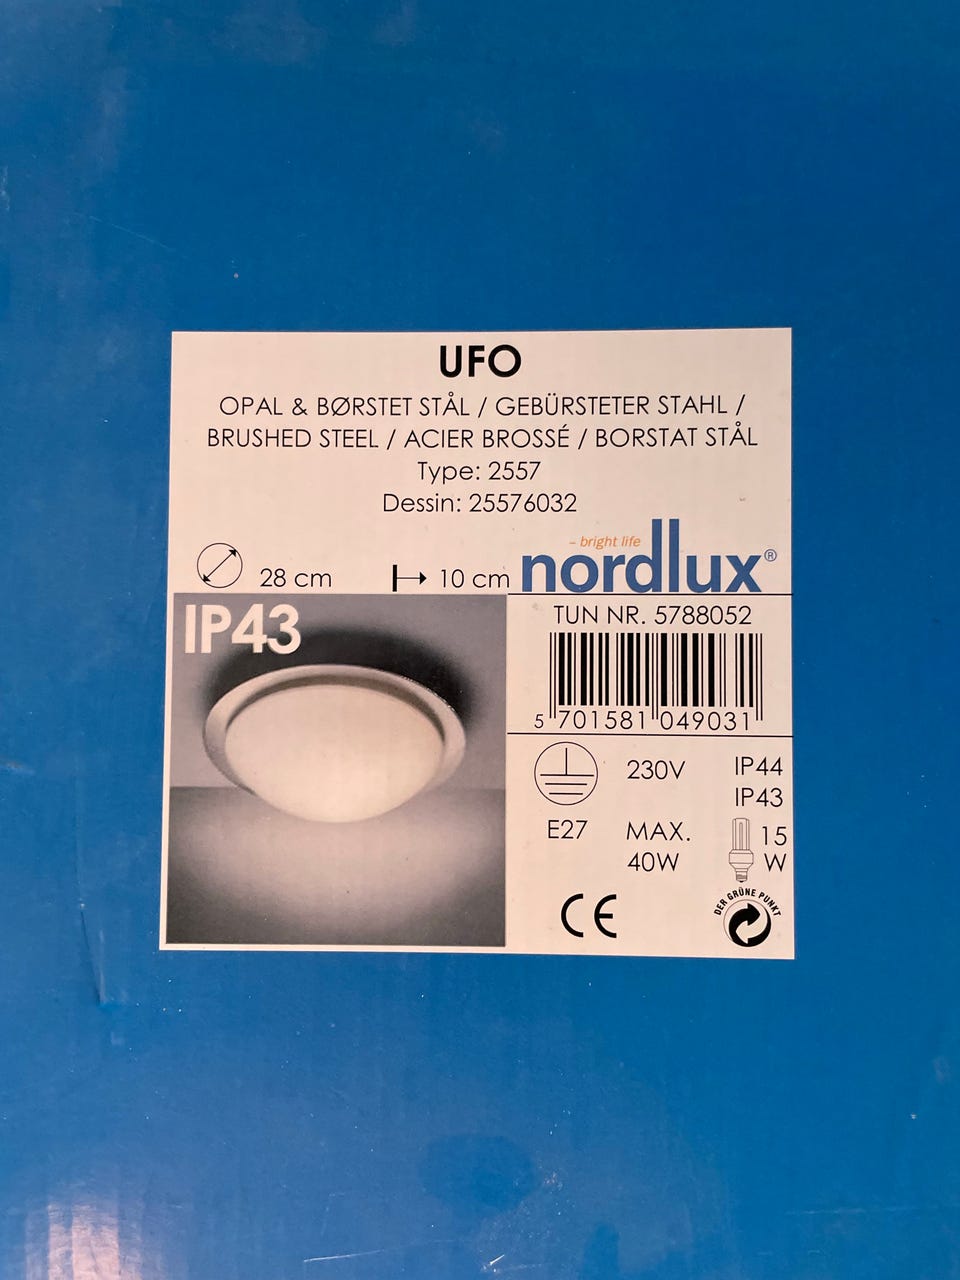 UFO
OPAL & BØRSTET STÅL / GEBÜRSTETER STAHL /
BRUSHED STEEL / ACIER BROSSÉ / BORSTAT STÅL
Type: 2557
Dessin: 25576032
– bright life
28 cm
10 cm
nordlux®
IP43
TUN NR. 5788052
5 701581 049031
230V
IP44
IP43
E27
MAX.
40W
15
W
CE
DER GRÜNE PUNKT